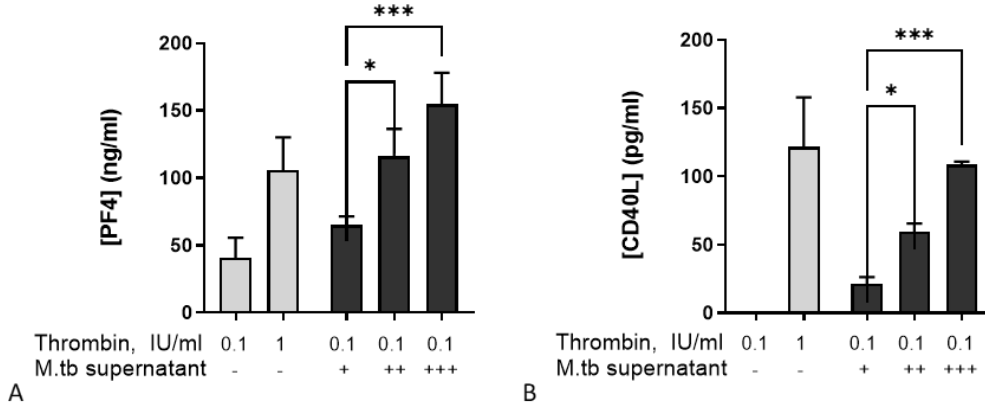 ***
*
200
150
100
50
0
[PF4] (ng/ml)
Thrombin, IU/ml 0.1 1 0.1 0.1 0.1
M.tb supernatant - - + ++ +++
A
***
*
200
150
100
50
0
[CD40L] (pg/ml)
Thrombin, IU/ml 0.1 1 0.1 0.1 0.1
M.tb supernatant - - + ++ +++
B